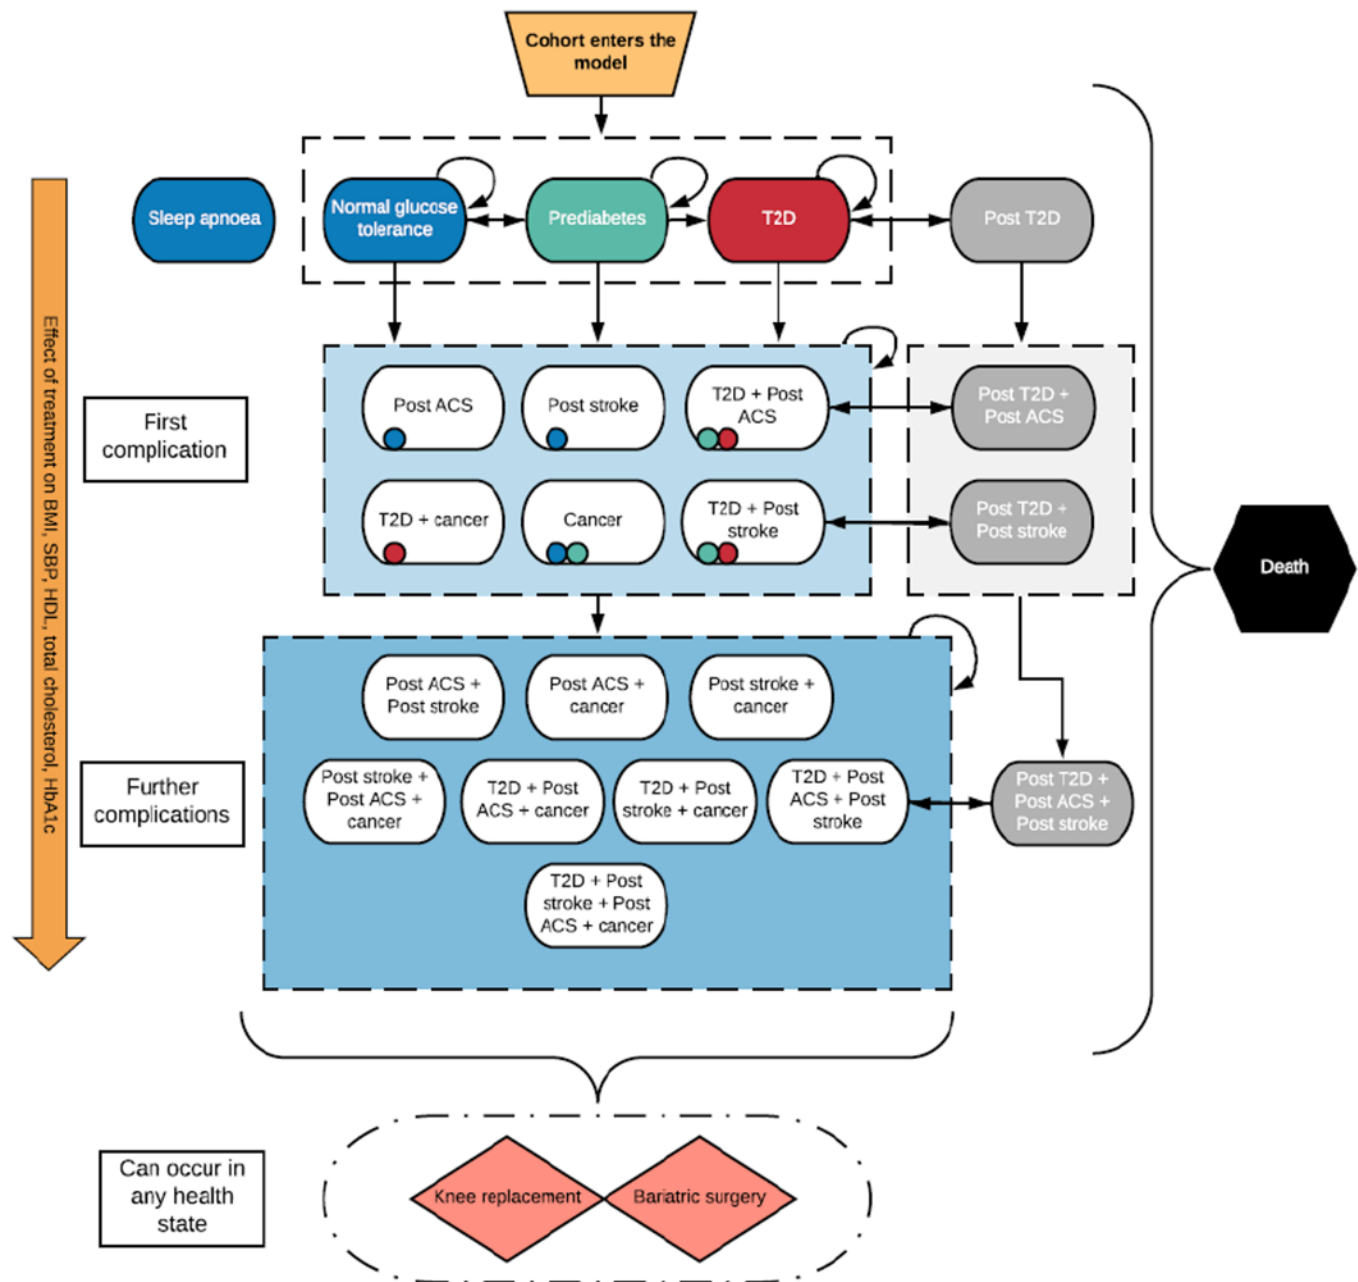 Cohort enters the
model
Sleep apnoea
Normal glucose
tolerance
Prediabetes
T2D
Post T2D
Effect of treatment on BMI, SBP, HDL, total cholesterol, HbA1c
First
complication
Post ACS
Post stroke
T2D + Post
ACS
Post T2D +
Post ACS
T2D + cancer
Cancer
T2D + Post
stroke
Post T2D +
Post stroke
Death
Further
complications
Post ACS +
Post stroke
Post ACS +
cancer
Post stroke +
cancer
Post stroke +
Post ACS +
cancer
T2D + Post
ACS + cancer
T2D + Post
stroke + cancer
T2D + Post
ACS + Post
stroke
Post T2D +
Post ACS +
Post stroke
T2D + Post
stroke + Post
ACS + cancer
Can occur in
any health
state
Knee replacement
Bariatric surgery